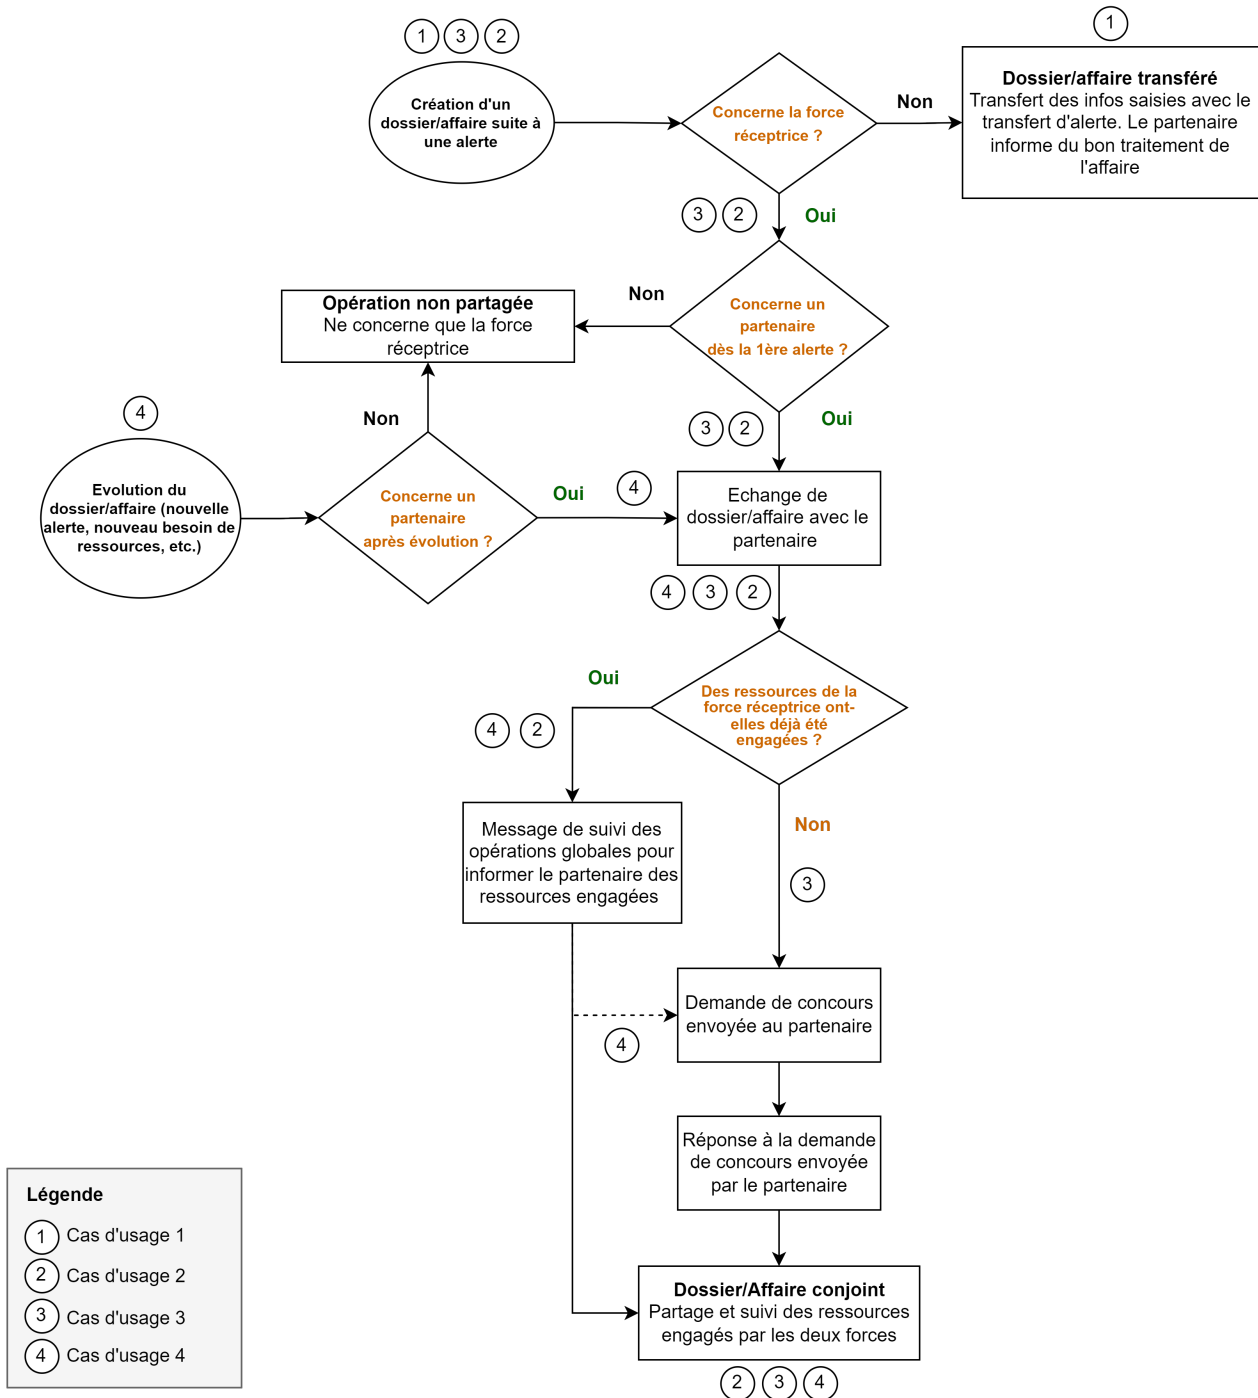 1 3 2
1
Création d'un
dossier/affaire suite à
une alerte
Concerne la force
réceptrice ?
Non
Dossier/affaire transféré
Transfert des infos saisies avec le
transfert d'alerte. Le partenaire
informe du bon traitement de
l'affaire
3 2
Oui
Concerne un
partenaire
dès la 1ère alerte ?
Non
Opération non partagée
Ne concerne que la force
réceptrice
4
Non
3 2
Oui
Evolution du
dossier/affaire (nouvelle
alerte, nouveau besoin de
ressources, etc.)
Concerne un
partenaire
après évolution ?
Oui
4
Echange de
dossier/affaire avec le
partenaire
4 3 2
Des ressources de la
force réceptrice ont-
elles déjà été
engagées ?
Oui
4 2
Non
3
Message de suivi des
opérations globales pour
informer le partenaire des
ressources engagées
4
Demande de concours
envoyée au partenaire
Réponse à la demande
de concours envoyée
par le partenaire
Dossier/Affaire conjoint
Partage et suivi des ressources
engagés par les deux forces
2 3 4
Légende
1 Cas d'usage 1
2 Cas d'usage 2
3 Cas d'usage 3
4 Cas d'usage 4